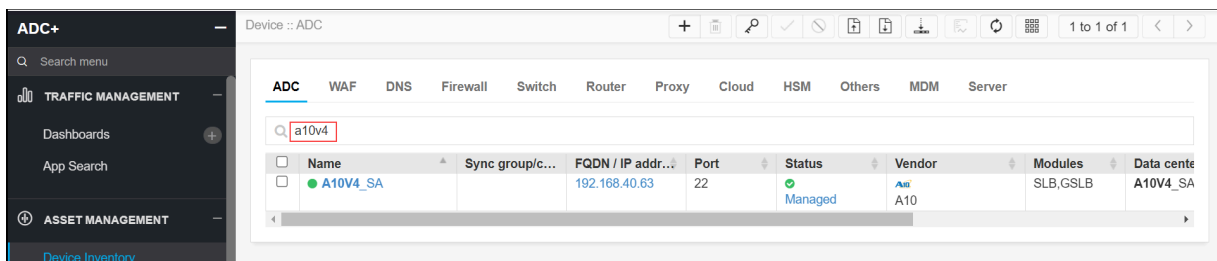 ADC+
Device :: ADC
1 to 1 of 1
Search menu
TRAFFIC MANAGEMENT
Dashboards
App Search
ASSET MANAGEMENT
Device Inventory
ADC WAF DNS Firewall Switch Router Proxy Cloud HSM Others MDM Server
a10v4
Name Sync group/c... FQDN / IP addr... Port Status Vendor Modules Data cente
A10V4_SA 192.168.40.63 22 Managed A10 A10 SLB,GSLB A10V4_SA